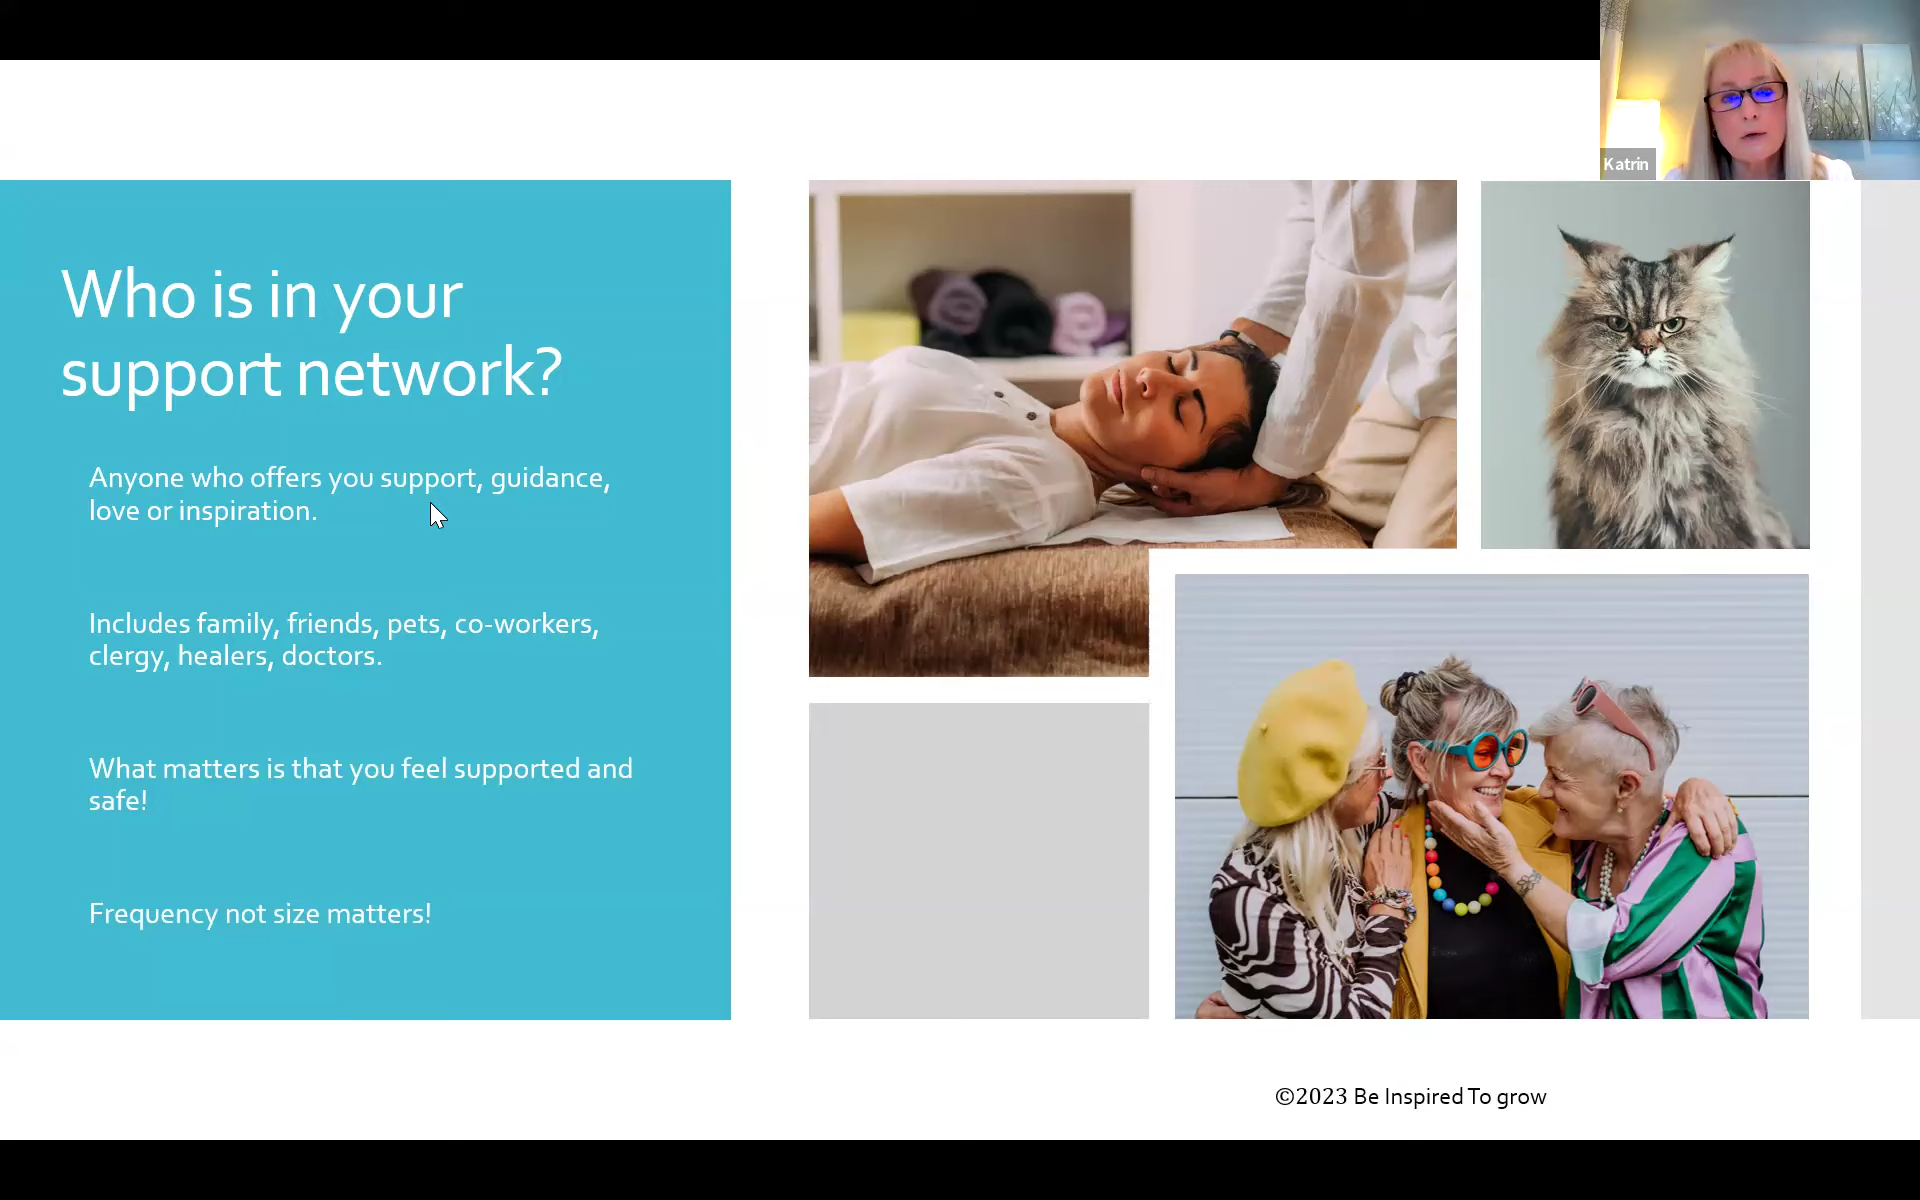 Katrin
Who is in your
support network?
Anyone who offers you support, guidance,
love or inspiration.
Includes family, friends, pets, co-workers,
clergy, healers, doctors.
What matters is that you feel supported and
safe!
Frequency not size matters!
©2023 Be Inspired To grow